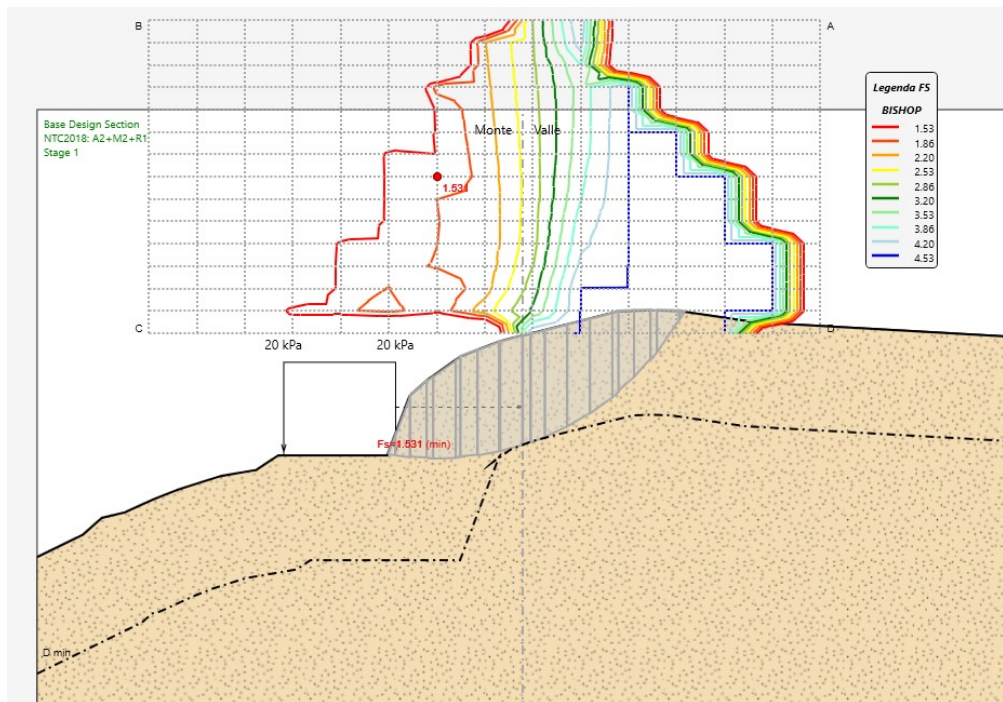 B
A
Legenda FS
BISHOP
1.53
1.86
2.20
2.53
2.86
3.20
3.53
3.86
4.20
4.53
Base Design Section
NTC2018: A2+M2+R1
Stage 1
Monte
Valle
1.531
C
D
20 kPa
20 kPa
Fs=1.531 (min)
D min